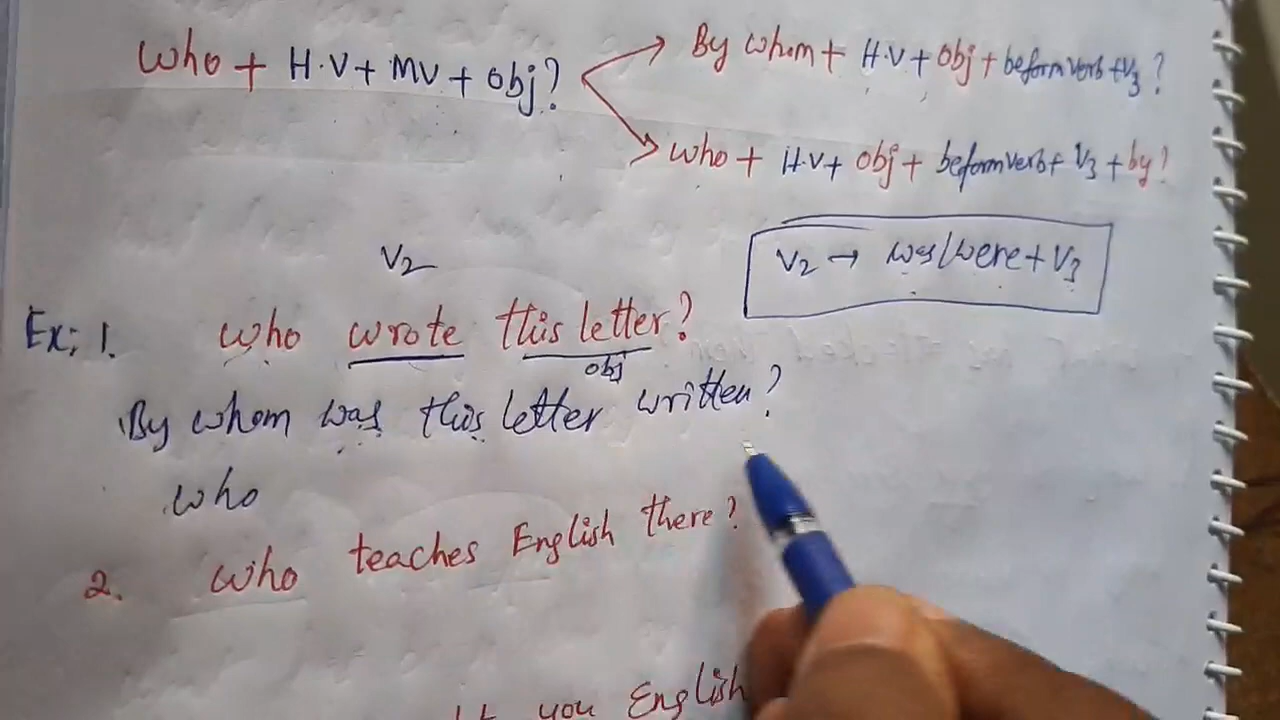 Who + H.V + MV + Obj?
By whom + H.V + Obj + beform verb + V3?
who + H.V + Obj + beform verb + V3 + by?
V2 → was/were + V3
V2
Ex: 1. who wrote this letter?
obj
By whom was this letter written?
who
2. who teaches English there?
you English